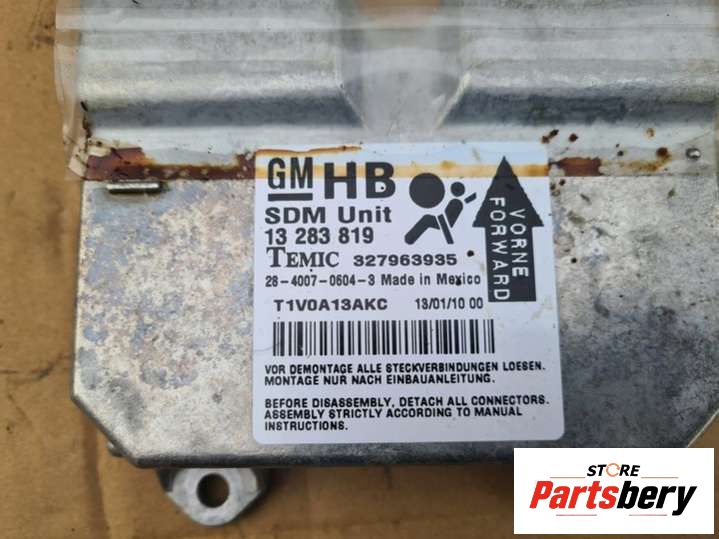 GM HB
SDM Unit
13 283 819
TEMIC 327963935
28-4007-0604-3 Made in Mexico
T1V0A13AKC 13/01/10 00
VORNE
FORWARD
VOR DEMONTAGE ALLE STECKVERBINDUNGEN LOESEN.
MONTAGE NUR NACH EINBAUANLEITUNG.
BEFORE DISASSEMBLY, DETACH ALL CONNECTORS.
ASSEMBLY STRICTLY ACCORDING TO MANUAL
INSTRUCTIONS.
STORE
Partsbery